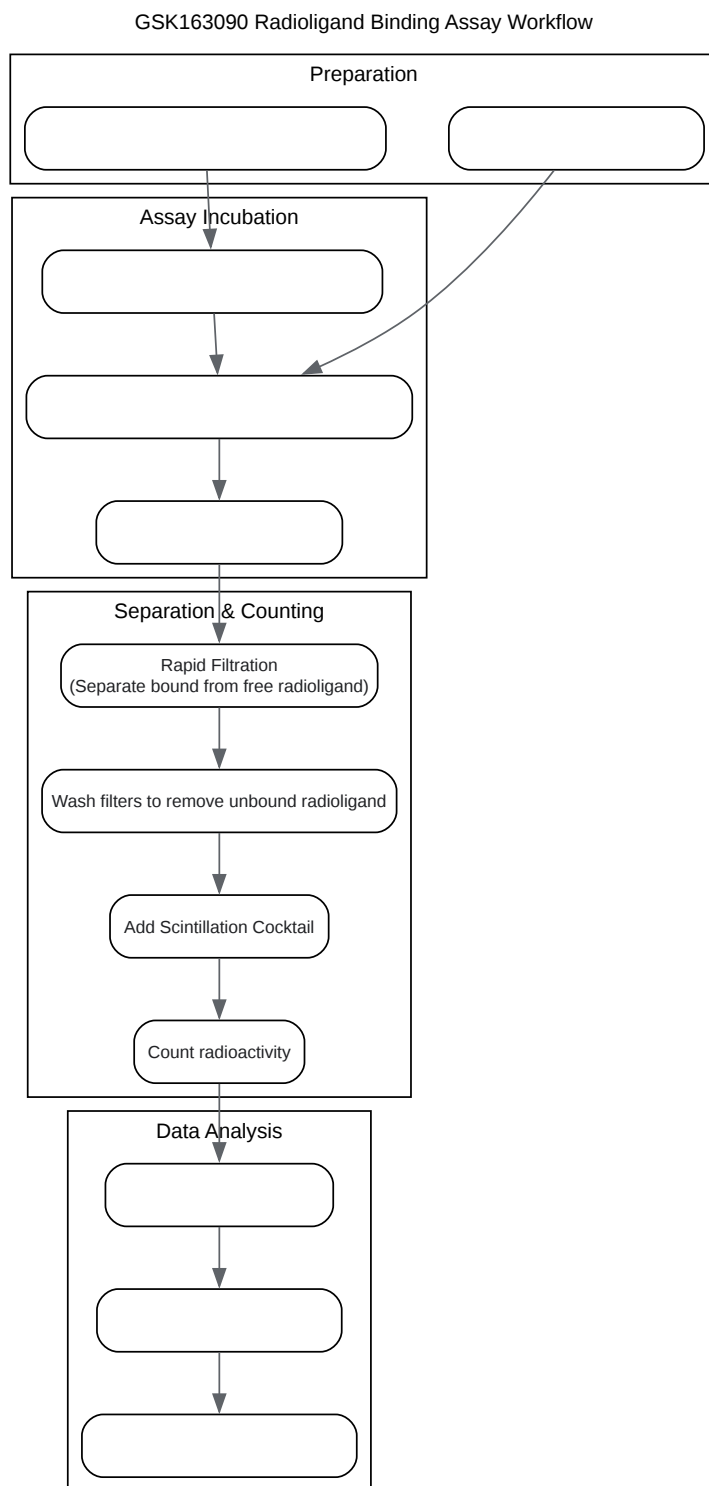 GSK163090 Radioligand Binding Assay Workflow
Preparation
Assay Incubation
Separation & Counting
Rapid Filtration
(Separate bound from free radioligand)
Wash filters to remove unbound radioligand
Add Scintillation Cocktail
Count radioactivity
Data Analysis